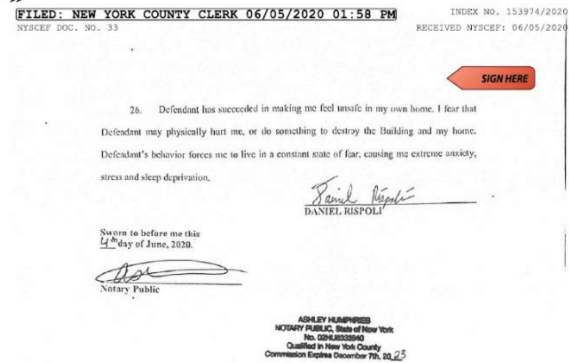 FILED: NEW YORK COUNTY CLERK 06/05/2020 01:58 PM
INDEX NO. 153974/2020
NYSCEF DOC. NO. 33
RECEIVED NYSCEF: 06/05/2020
SIGN HERE
26. Defendant has succeeded in making me feel unsafe in my own home. I fear that
Defendant may physically hurt me, or do something to destroy the Building and my home.
Defendant's behavior forces me to live in a constant state of fear, causing me extreme anxiety,
stress and sleep deprivation.
Daniel Rispoli
DANIEL RISPOLI
Sworn to before me this
4th day of June, 2020.
Notary Public
ASHLEY HUMPHRIES
NOTARY PUBLIC, State of New York
No. 02HU6333940
Qualified in New York County
Commission Expires December 7th, 2023